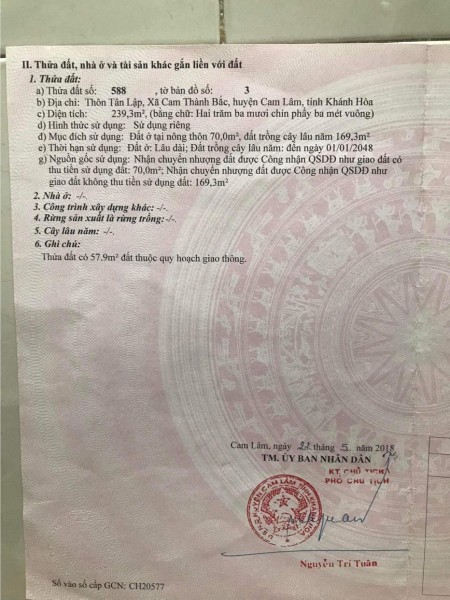 II. Thửa đất, nhà ở và tài sản khác gắn liền với đất
1. Thửa đất:
a) Thửa đất số: 588 , tờ bản đồ số: 3
b) Địa chỉ: Thôn Tân Lập, Xã Cam Thành Bắc, huyện Cam Lâm, tỉnh Khánh Hòa
c) Diện tích: 239,3m², (bằng chữ: Hai trăm ba mươi chín phẩy ba mét vuông)
d) Hình thức sử dụng: Sử dụng riêng
đ) Mục đích sử dụng: Đất ở tại nông thôn 70,0m², đất trồng cây lâu năm 169,3m²
e) Thời hạn sử dụng: Đất ở: Lâu dài; Đất trồng cây lâu năm: đến ngày 01/01/2048
g) Nguồn gốc sử dụng: Nhận chuyển nhượng đất được Công nhận QSDĐ như giao đất có
thu tiền sử dụng đất: 70,0m²; Nhận chuyển nhượng đất được Công nhận QSDĐ như
giao đất không thu tiền sử dụng đất: 169,3m²
2. Nhà ở: -/-.
3. Công trình xây dựng khác: -/-.
4. Rừng sản xuất là rừng trồng: -/-.
5. Cây lâu năm: -/-.
6. Ghi chú:
Thửa đất có 57.9m² đất thuộc quy hoạch giao thông.
Cam Lâm, ngày 21 tháng 5 năm 2018
TM. ỦY BAN NHÂN DÂN
KT. CHỦ TỊCH
PHÓ CHỦ TỊCH
U.B.N.D HUYỆN CAM LÂM TỈNH KHÁNH HÒA
Nguyễn Trí Tuân
Số vào sổ cấp GCN: CH20577